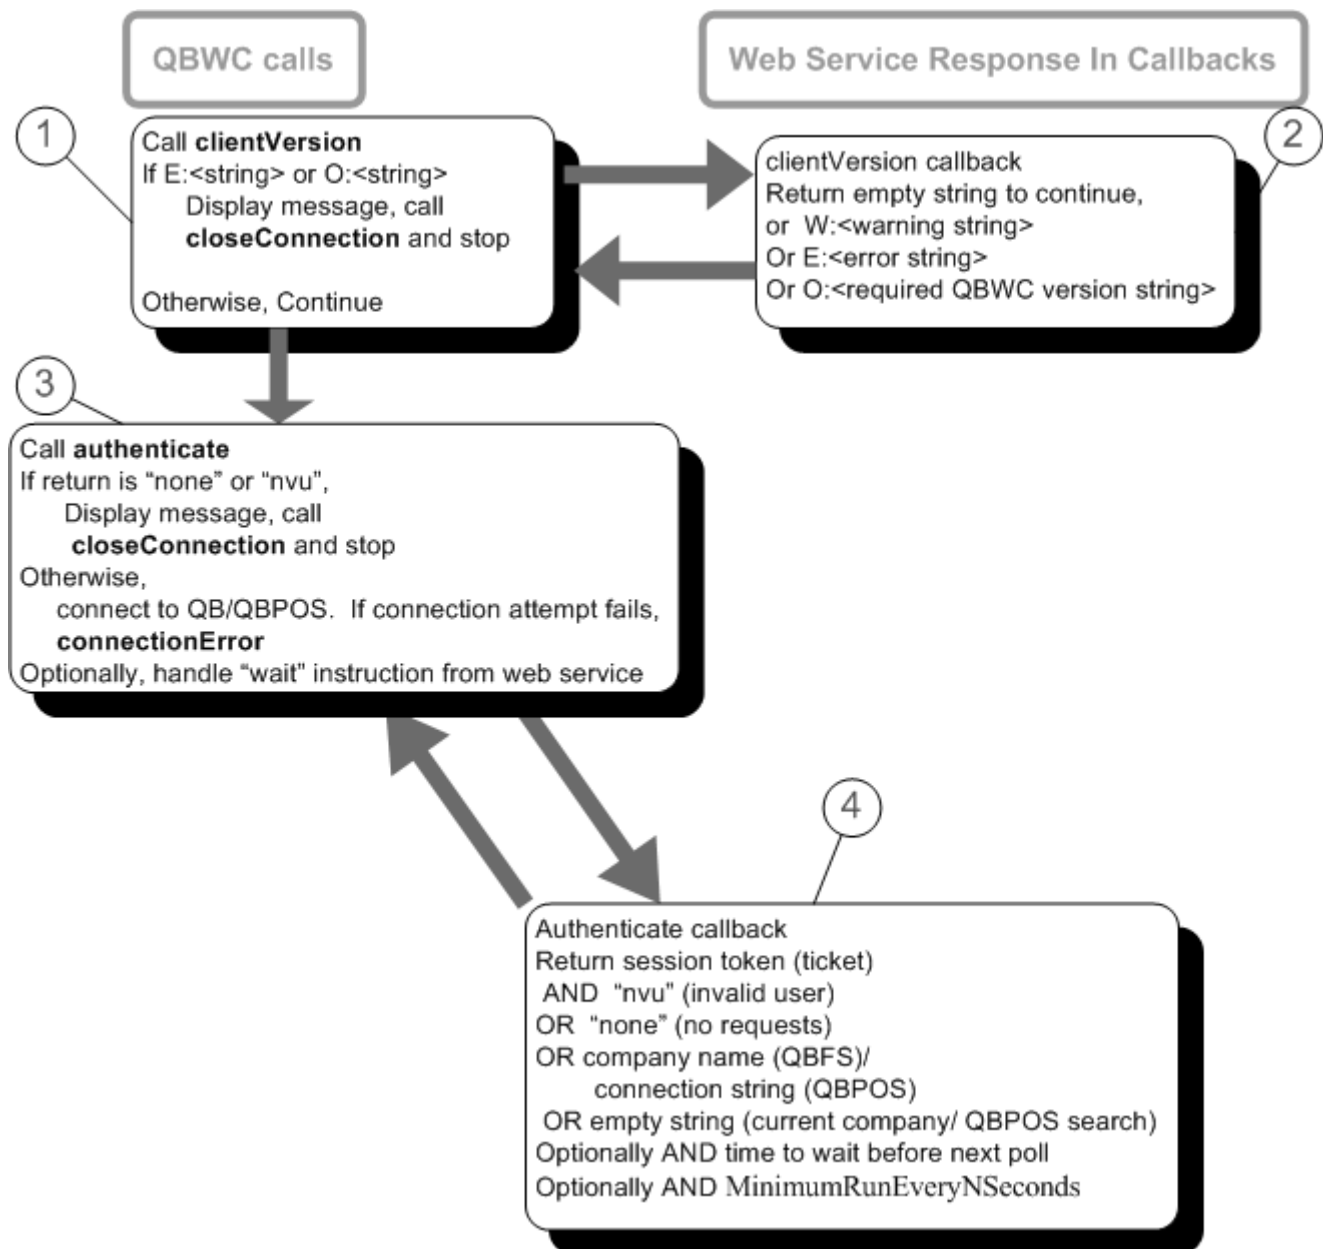 QBWC calls
Web Service Response In Callbacks
1
Call clientVersion
If E:<string> or O:<string>
Display message, call
closeConnection and stop
Otherwise, Continue
2
clientVersion callback
Return empty string to continue,
or W:<warning string>
Or E:<error string>
Or O:<required QBWC version string>
3
Call authenticate
If return is “none” or “nvu”,
Display message, call
closeConnection and stop
Otherwise,
connect to QB/QBPOS. If connection attempt fails,
connectionError
Optionally, handle “wait” instruction from web service
4
Authenticate callback
Return session token (ticket)
AND “nvu” (invalid user)
OR “none” (no requests)
OR company name (QBFS)/
connection string (QBPOS)
OR empty string (current company/ QBPOS search)
Optionally AND time to wait before next poll
Optionally AND MinimumRunEveryNSeconds